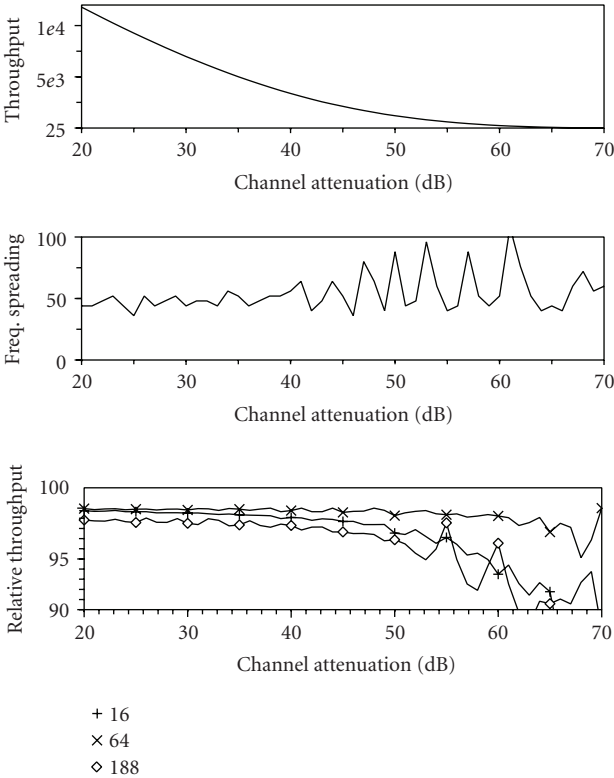 Throughput
1e4
5e3
25
20 30 40 50 60 70
Channel attenuation (dB)
Freq. spreading
100
50
0
20 30 40 50 60 70
Channel attenuation (dB)
Relative throughput
100
95
90
20 30 40 50 60 70
Channel attenuation (dB)
16
64
188